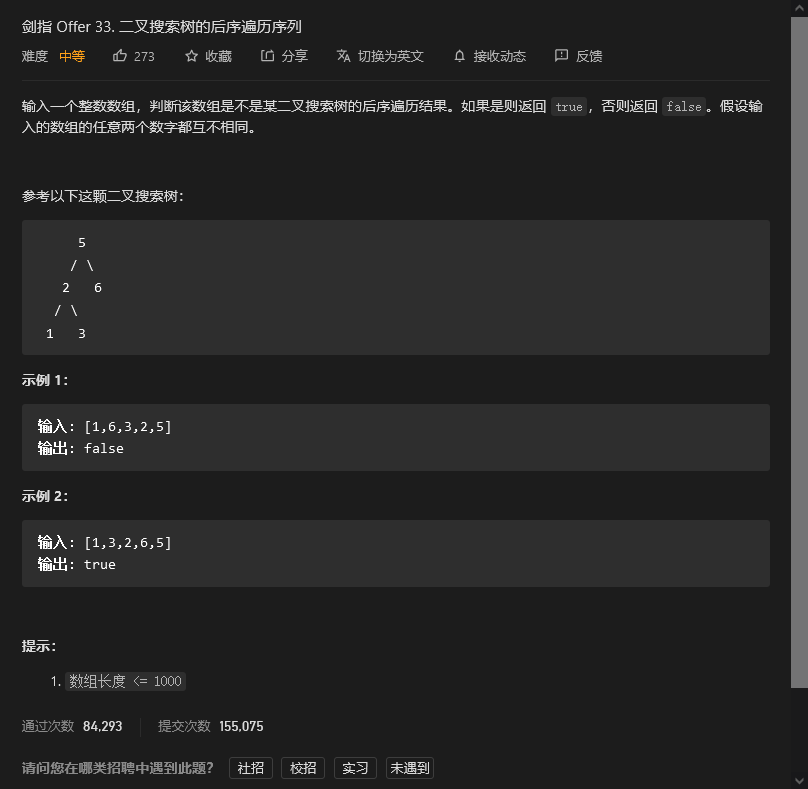 剑指 Offer 33. 二叉搜索树的后序遍历序列
难度 中等 273 收藏 分享 切换为英文 接收动态 反馈
输入一个整数数组，判断该数组是不是某二叉搜索树的后序遍历结果。如果是则返回 true，否则返回 false。假设输
入的数组的任意两个数字都互不相同。
参考以下这颗二叉搜索树：
5
/ \
2 6
/ \
1 3
示例 1：
输入: [1,6,3,2,5]
输出: false
示例 2：
输入: [1,3,2,6,5]
输出: true
提示：
1. 数组长度 <= 1000
通过次数 84,293 提交次数 155,075
请问您在哪类招聘中遇到此题？ 社招 校招 实习 未遇到